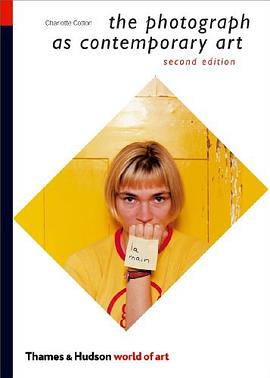 Charlotte Cotton
the photograph
as contemporary art
second edition
la
main
Thames & Hudson world of art